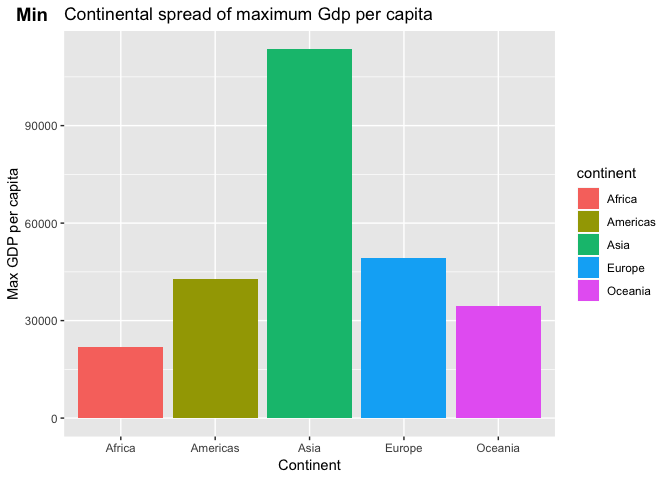 Min Continental spread of maximum Gdp per capita
Max GDP per capita
90000
60000
30000
0
Africa Americas Asia Europe Oceania
Continent
continent
Africa
Americas
Asia
Europe
Oceania